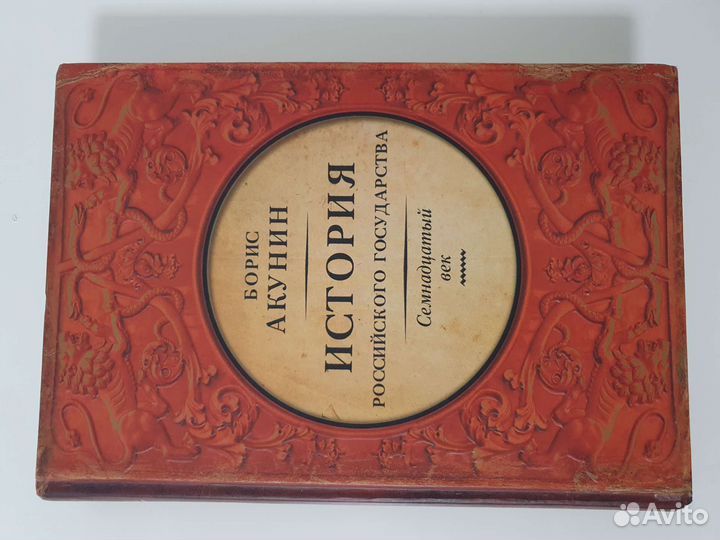 БОРИС
АКУНИН
ИСТОРИЯ
РОССИЙСКОГО ГОСУДАРСТВА
Семнадцатый
век
Avito